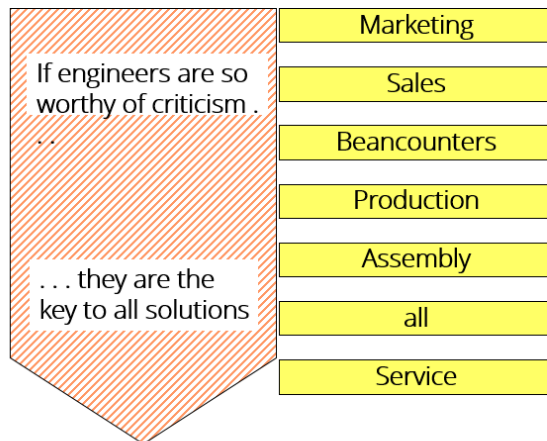 If engineers are so
worthy of criticism .
. .
. . . they are the
key to all solutions
Marketing
Sales
Beancounters
Production
Assembly
all
Service